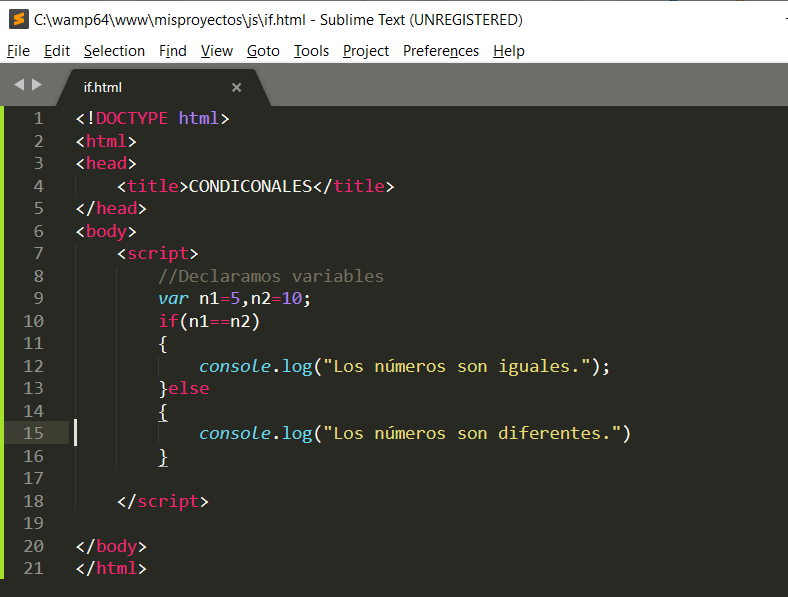 C:\wamp64\www\misproyectos\js\if.html - Sublime Text (UNREGISTERED)
File Edit Selection Find View Goto Tools Project Preferences Help
if.html
1 <!DOCTYPE html>
2 <html>
3 <head>
4     <title>CONDICONALES</title>
5 </head>
6 <body>
7     <script>
8         //Declaramos variables
9         var n1=5,n2=10;
10         if(n1==n2)
11         {
12             console.log("Los números son iguales.");
13         }else
14         {
15             console.log("Los números son diferentes.")
16         }
17
18     </script>
19
20 </body>
21 </html>